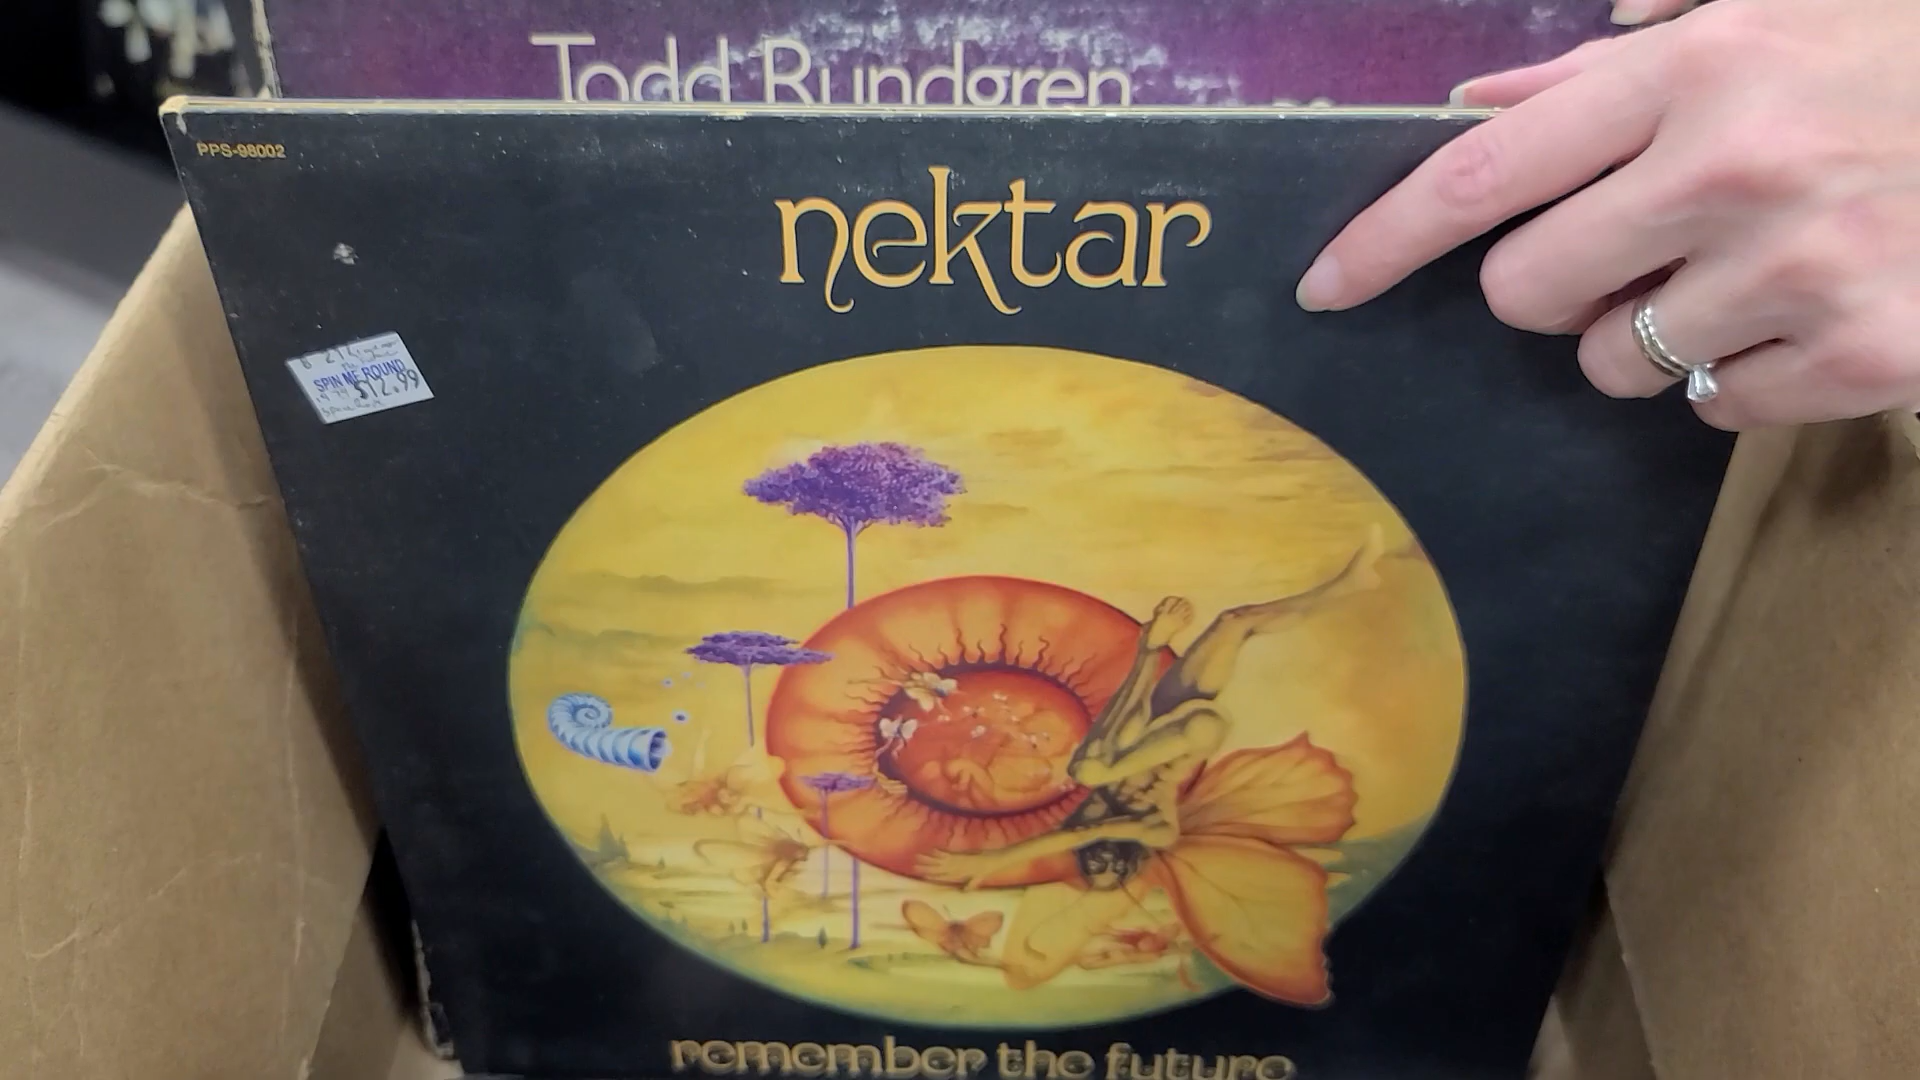 Todd Rundgren
PPS-98002
nektar
SPIN ME ROUND
$12.99
remember the future